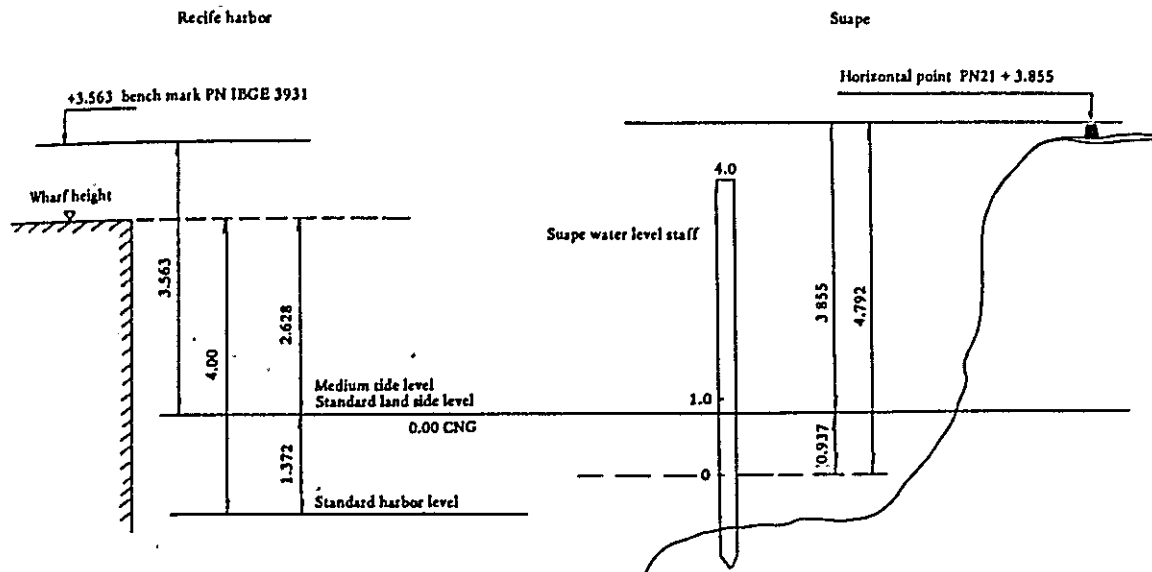 Recife harbor
Suape
+3.563 bench mark PN IBGE 3931
Horizontal point PN21 + 3.855
Wharf height
4.0
Suape water level staff
3.563
4.00
2.628
3 855
4.792
Medium tide level
Standard land side level
1.0
0.00 CNG
1.372
0.937
0
Standard harbor level